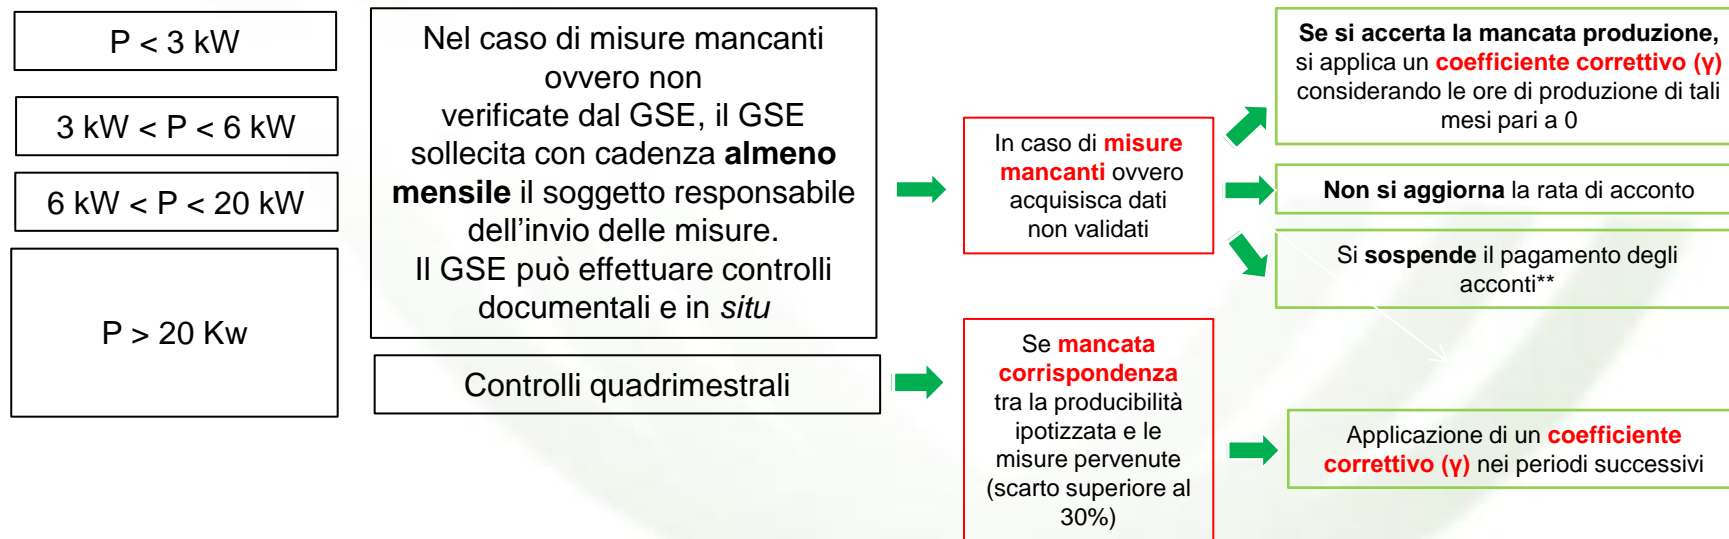 P < 3 kW
3 kW < P < 6 kW
6 kW < P < 20 kW
P > 20 Kw
Nel caso di misure mancanti
ovvero non
verificate dal GSE, il GSE
sollecita con cadenza almeno
mensile il soggetto responsabile
dell'invio delle misure.
Il GSE può effettuare controlli
documentali e in situ
Controlli quadrimestrali
In caso di misure
mancanti ovvero
acquisisca dati
non validati
Se mancata
corrispondenza
tra la producibilità
ipotizzata e le
misure pervenute
(scarto superiore al
30%)
Se si accerta la mancata produzione,
si applica un coefficiente correttivo (γ)
considerando le ore di produzione di tali
mesi pari a 0
Non si aggiorna la rata di acconto
Si sospende il pagamento degli
acconti**
Applicazione di un coefficiente
correttivo (γ) nei periodi successivi